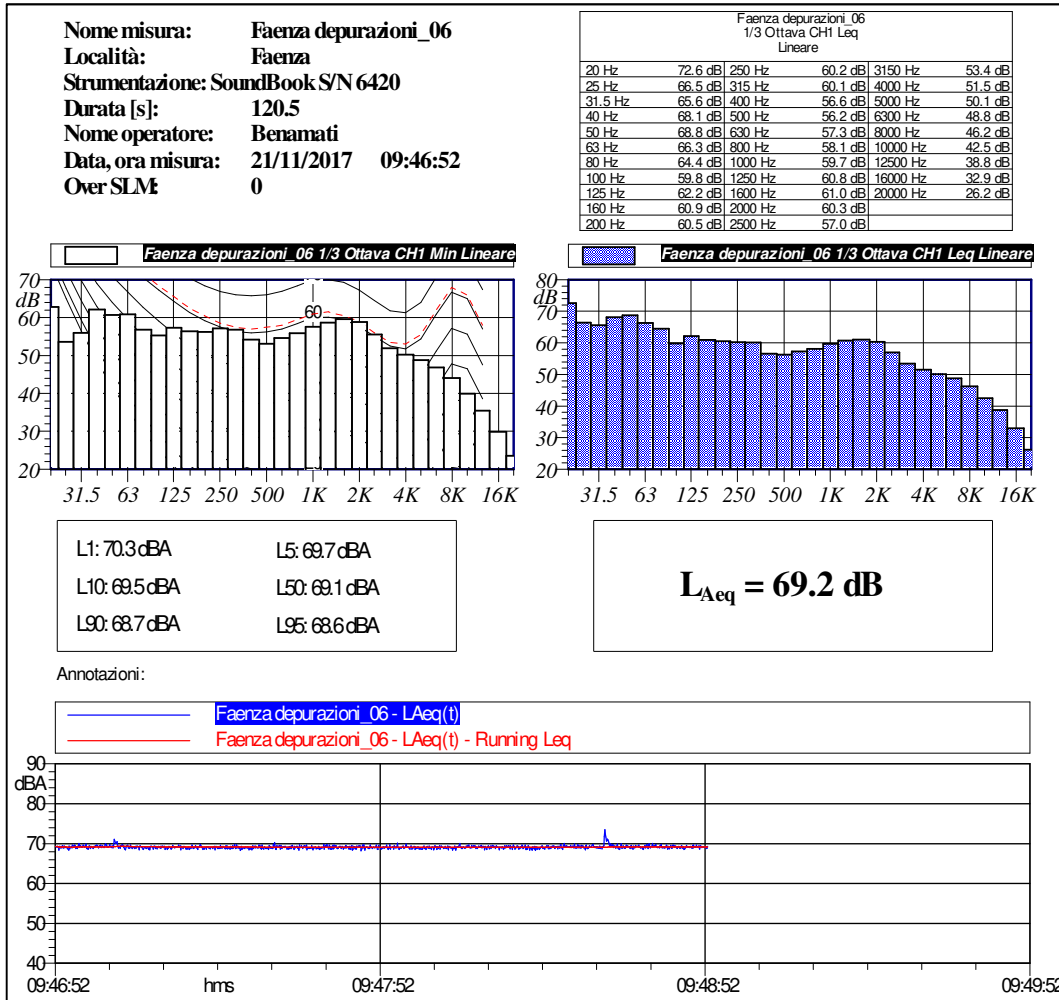 Nome misura: Faenza depurazioni_06
Località: Faenza
Strumentazione: SoundBook S/N 6420
Durata [s]: 120.5
Nome operatore: Benamati
Data, ora misura: 21/11/2017 09:46:52
Over SLM: 0
Faenza depurazioni_06
1/3 Ottava CH1 Leq
Lineare
20 Hz 72.6 dB 250 Hz 60.2 dB 3150 Hz 53.4 dB
25 Hz 66.5 dB 315 Hz 60.1 dB 4000 Hz 51.5 dB
31.5 Hz 65.6 dB 400 Hz 56.6 dB 5000 Hz 50.1 dB
40 Hz 68.1 dB 500 Hz 56.2 dB 6300 Hz 48.8 dB
50 Hz 68.8 dB 630 Hz 57.3 dB 8000 Hz 46.2 dB
63 Hz 66.3 dB 800 Hz 58.1 dB 10000 Hz 42.5 dB
80 Hz 64.4 dB 1000 Hz 59.7 dB 12500 Hz 38.8 dB
100 Hz 59.8 dB 1250 Hz 60.8 dB 16000 Hz 32.9 dB
125 Hz 62.2 dB 1600 Hz 61.0 dB 20000 Hz 26.2 dB
160 Hz 60.9 dB 2000 Hz 60.3 dB
200 Hz 60.5 dB 2500 Hz 57.0 dB
Faenza depurazioni_06 1/3 Ottava CH1 Min Lineare
70
dB
60
50
40
30
20
60
31.5 63 125 250 500 1K 2K 4K 8K 16K
Faenza depurazioni_06 1/3 Ottava CH1 Leq Lineare
80
dB
70
60
50
40
30
20
31.5 63 125 250 500 1K 2K 4K 8K 16K
L1: 70.3 dBA L5: 69.7 dBA
L10: 69.5 dBA L50: 69.1 dBA
L90: 68.7 dBA L95: 68.6 dBA
LAeq = 69.2 dB
Annotazioni:
Faenza depurazioni_06 - LAeq(t)
Faenza depurazioni_06 - LAeq(t) - Running Leq
90
dBA
80
70
60
50
40
09:46:52 hms 09:47:52 09:48:52 09:49:52